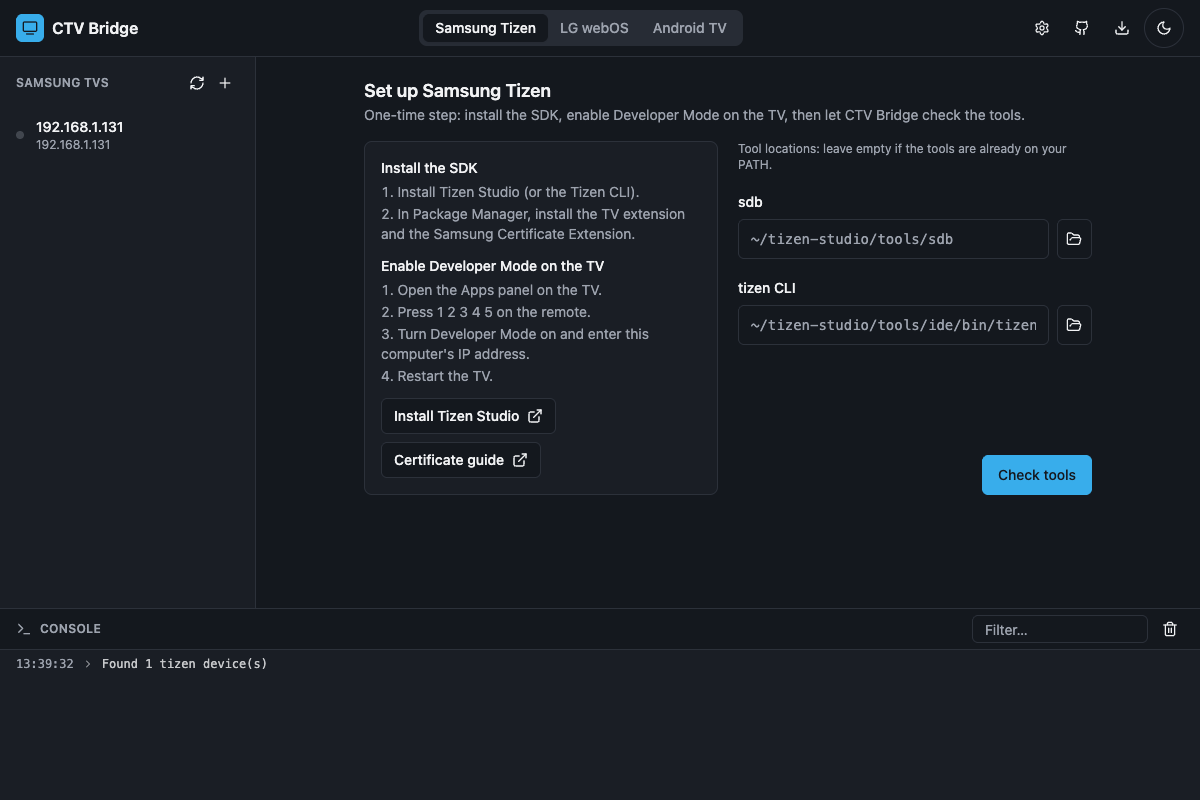 CTV Bridge
Samsung Tizen
LG webOS
Android TV
SAMSUNG TVS
192.168.1.131
192.168.1.131
Set up Samsung Tizen
One-time step: install the SDK, enable Developer Mode on the TV, then let CTV Bridge check the tools.
Install the SDK
1. Install Tizen Studio (or the Tizen CLI).
2. In Package Manager, install the TV extension
and the Samsung Certificate Extension.
Enable Developer Mode on the TV
1. Open the Apps panel on the TV.
2. Press 1 2 3 4 5 on the remote.
3. Turn Developer Mode on and enter this
computer's IP address.
4. Restart the TV.
Install Tizen Studio
Certificate guide
Tool locations: leave empty if the tools are already on your
PATH.
sdb
~/tizen-studio/tools/sdb
tizen CLI
~/tizen-studio/tools/ide/bin/tizen
Check tools
CONSOLE
Filter...
13:39:32 › Found 1 tizen device(s)